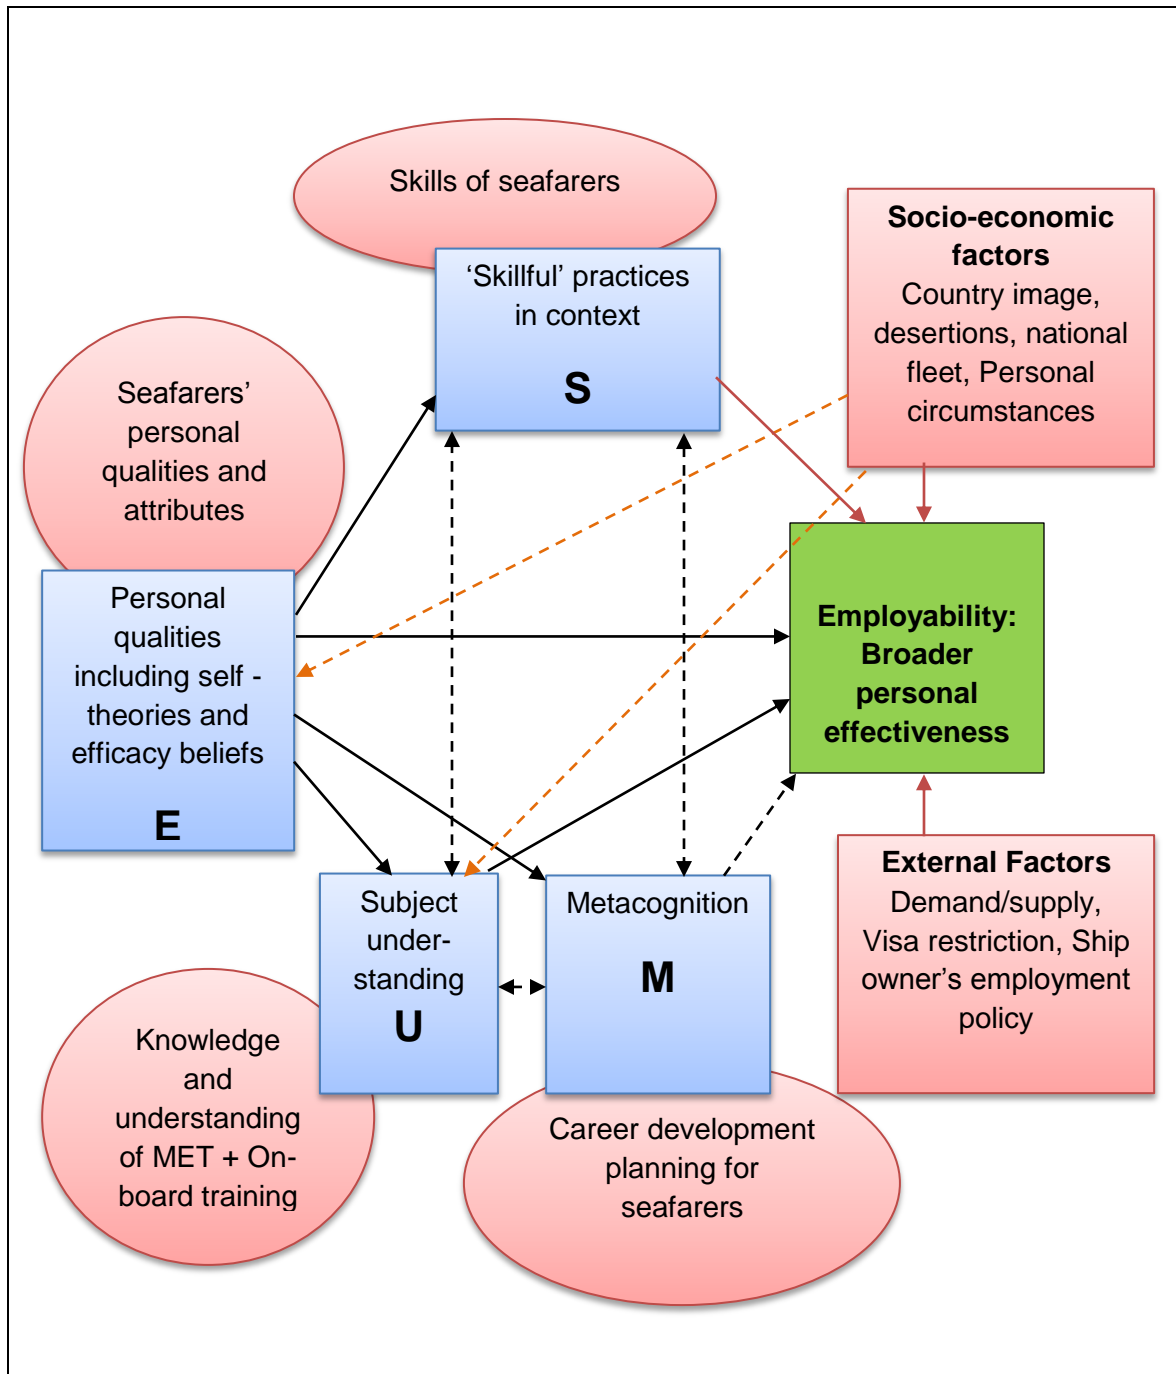 Skills of seafarers
‘Skillful’ practices
in context
S
Socio-economic
factors
Country image,
desertions, national
fleet, Personal
circumstances
Seafarers’
personal
qualities and
attributes
Personal
qualities
including self -
theories and
efficacy beliefs
E
Employability:
Broader
personal
effectiveness
Subject
under-
standing
U
Metacognition
M
External Factors
Demand/supply,
Visa restriction, Ship
owner’s employment
policy
Knowledge
and
understanding
of MET + On-
board training
Career development
planning for
seafarers